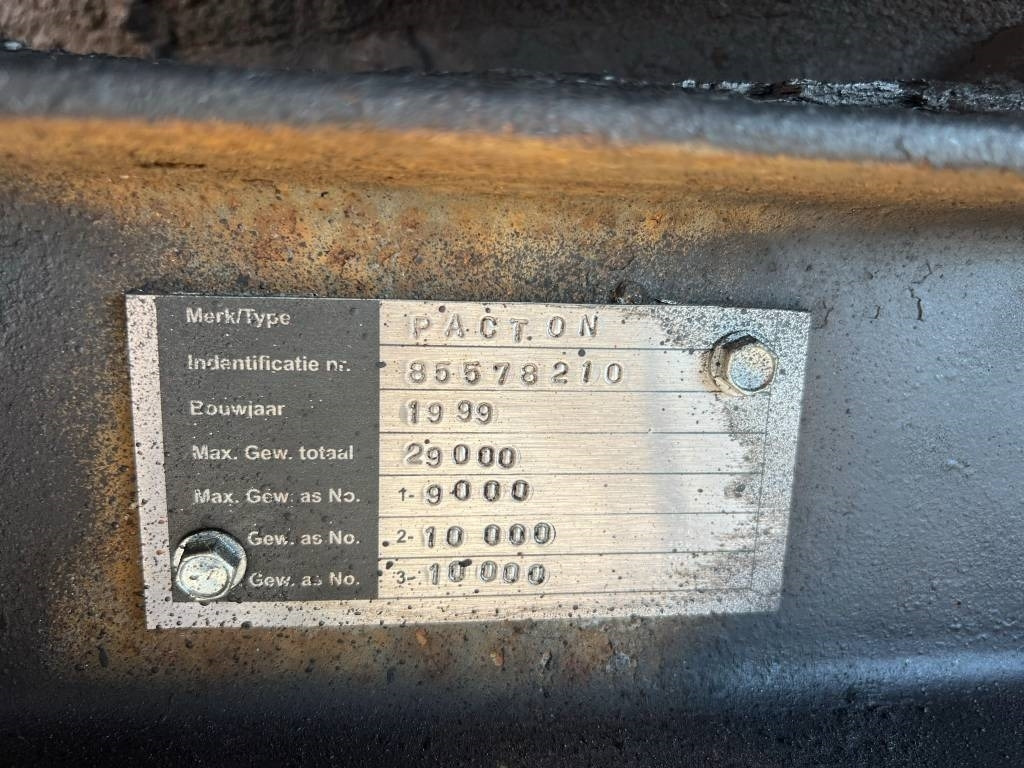 Merk/Type PACTON
Indentificatie nr. 85578210
Bouwjaar 1999
Max. Gew. totaal 29000
Max. Gew. as No. 1- 9000
Gew. as No. 2- 10 000
Gew. as No. 3- 10000